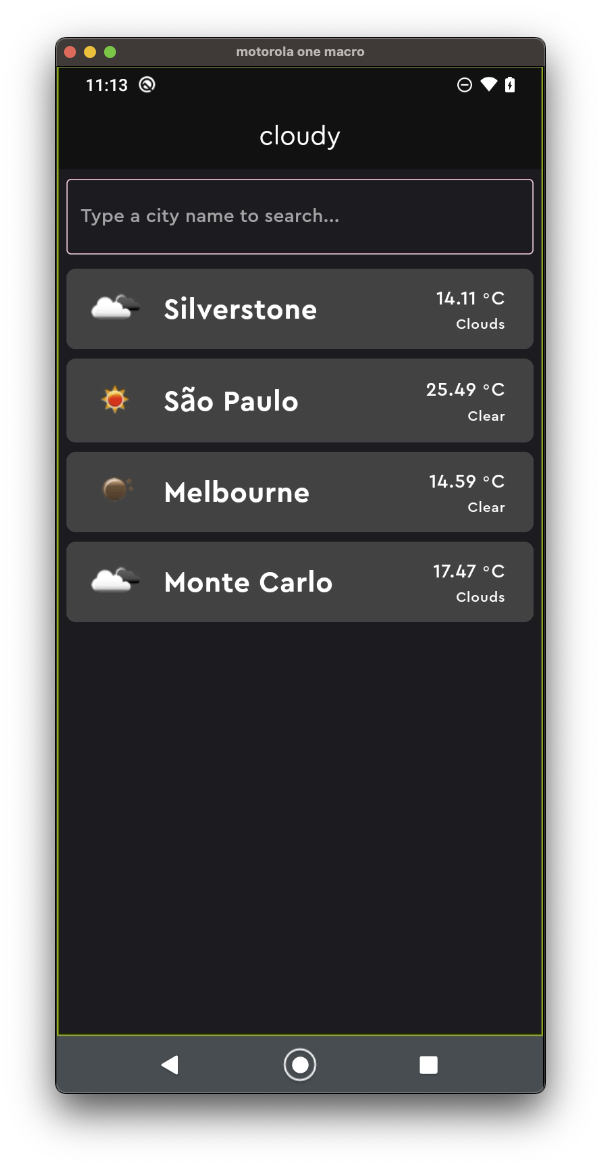 motorola one macro
11:13
cloudy
Type a city name to search...
Silverstone
14.11 °C
Clouds
São Paulo
25.49 °C
Clear
Melbourne
14.59 °C
Clear
Monte Carlo
17.47 °C
Clouds